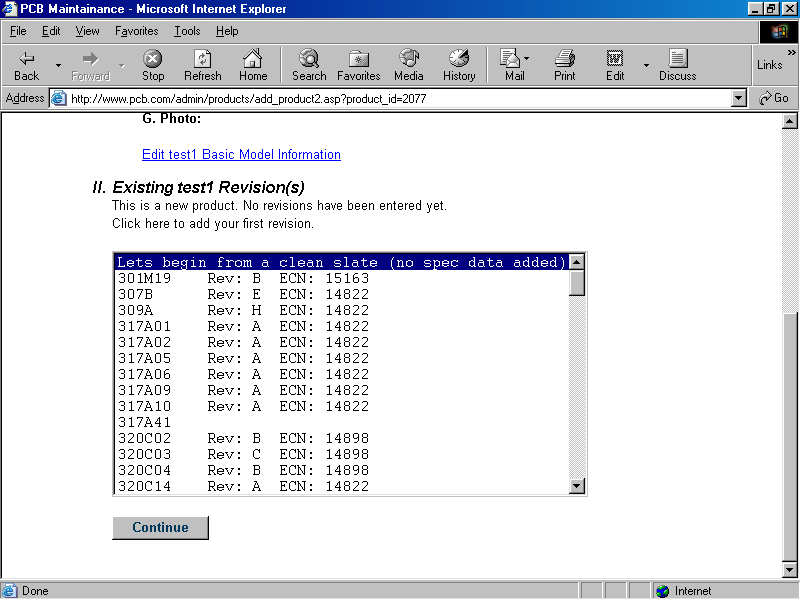 PCB Maintainance - Microsoft Internet Explorer
File Edit View Favorites Tools Help
Back Forward Stop Refresh Home Search Favorites Media History Mail Print Edit Discuss Links »
Address http://www.pcb.com/admin/products/add_product2.asp?product_id=2077 Go
G. Photo:
Edit test1 Basic Model Information
II. Existing test1 Revision(s)
This is a new product. No revisions have been entered yet.
Click here to add your first revision.
Lets begin from a clean slate (no spec data added)
301M19 Rev: B ECN: 15163
307B Rev: E ECN: 14822
309A Rev: H ECN: 14822
317A01 Rev: A ECN: 14822
317A02 Rev: A ECN: 14822
317A05 Rev: A ECN: 14822
317A06 Rev: A ECN: 14822
317A09 Rev: A ECN: 14822
317A10 Rev: A ECN: 14822
317A41
320C02 Rev: B ECN: 14898
320C03 Rev: C ECN: 14898
320C04 Rev: B ECN: 14898
320C14 Rev: A ECN: 14822
Continue
Done Internet